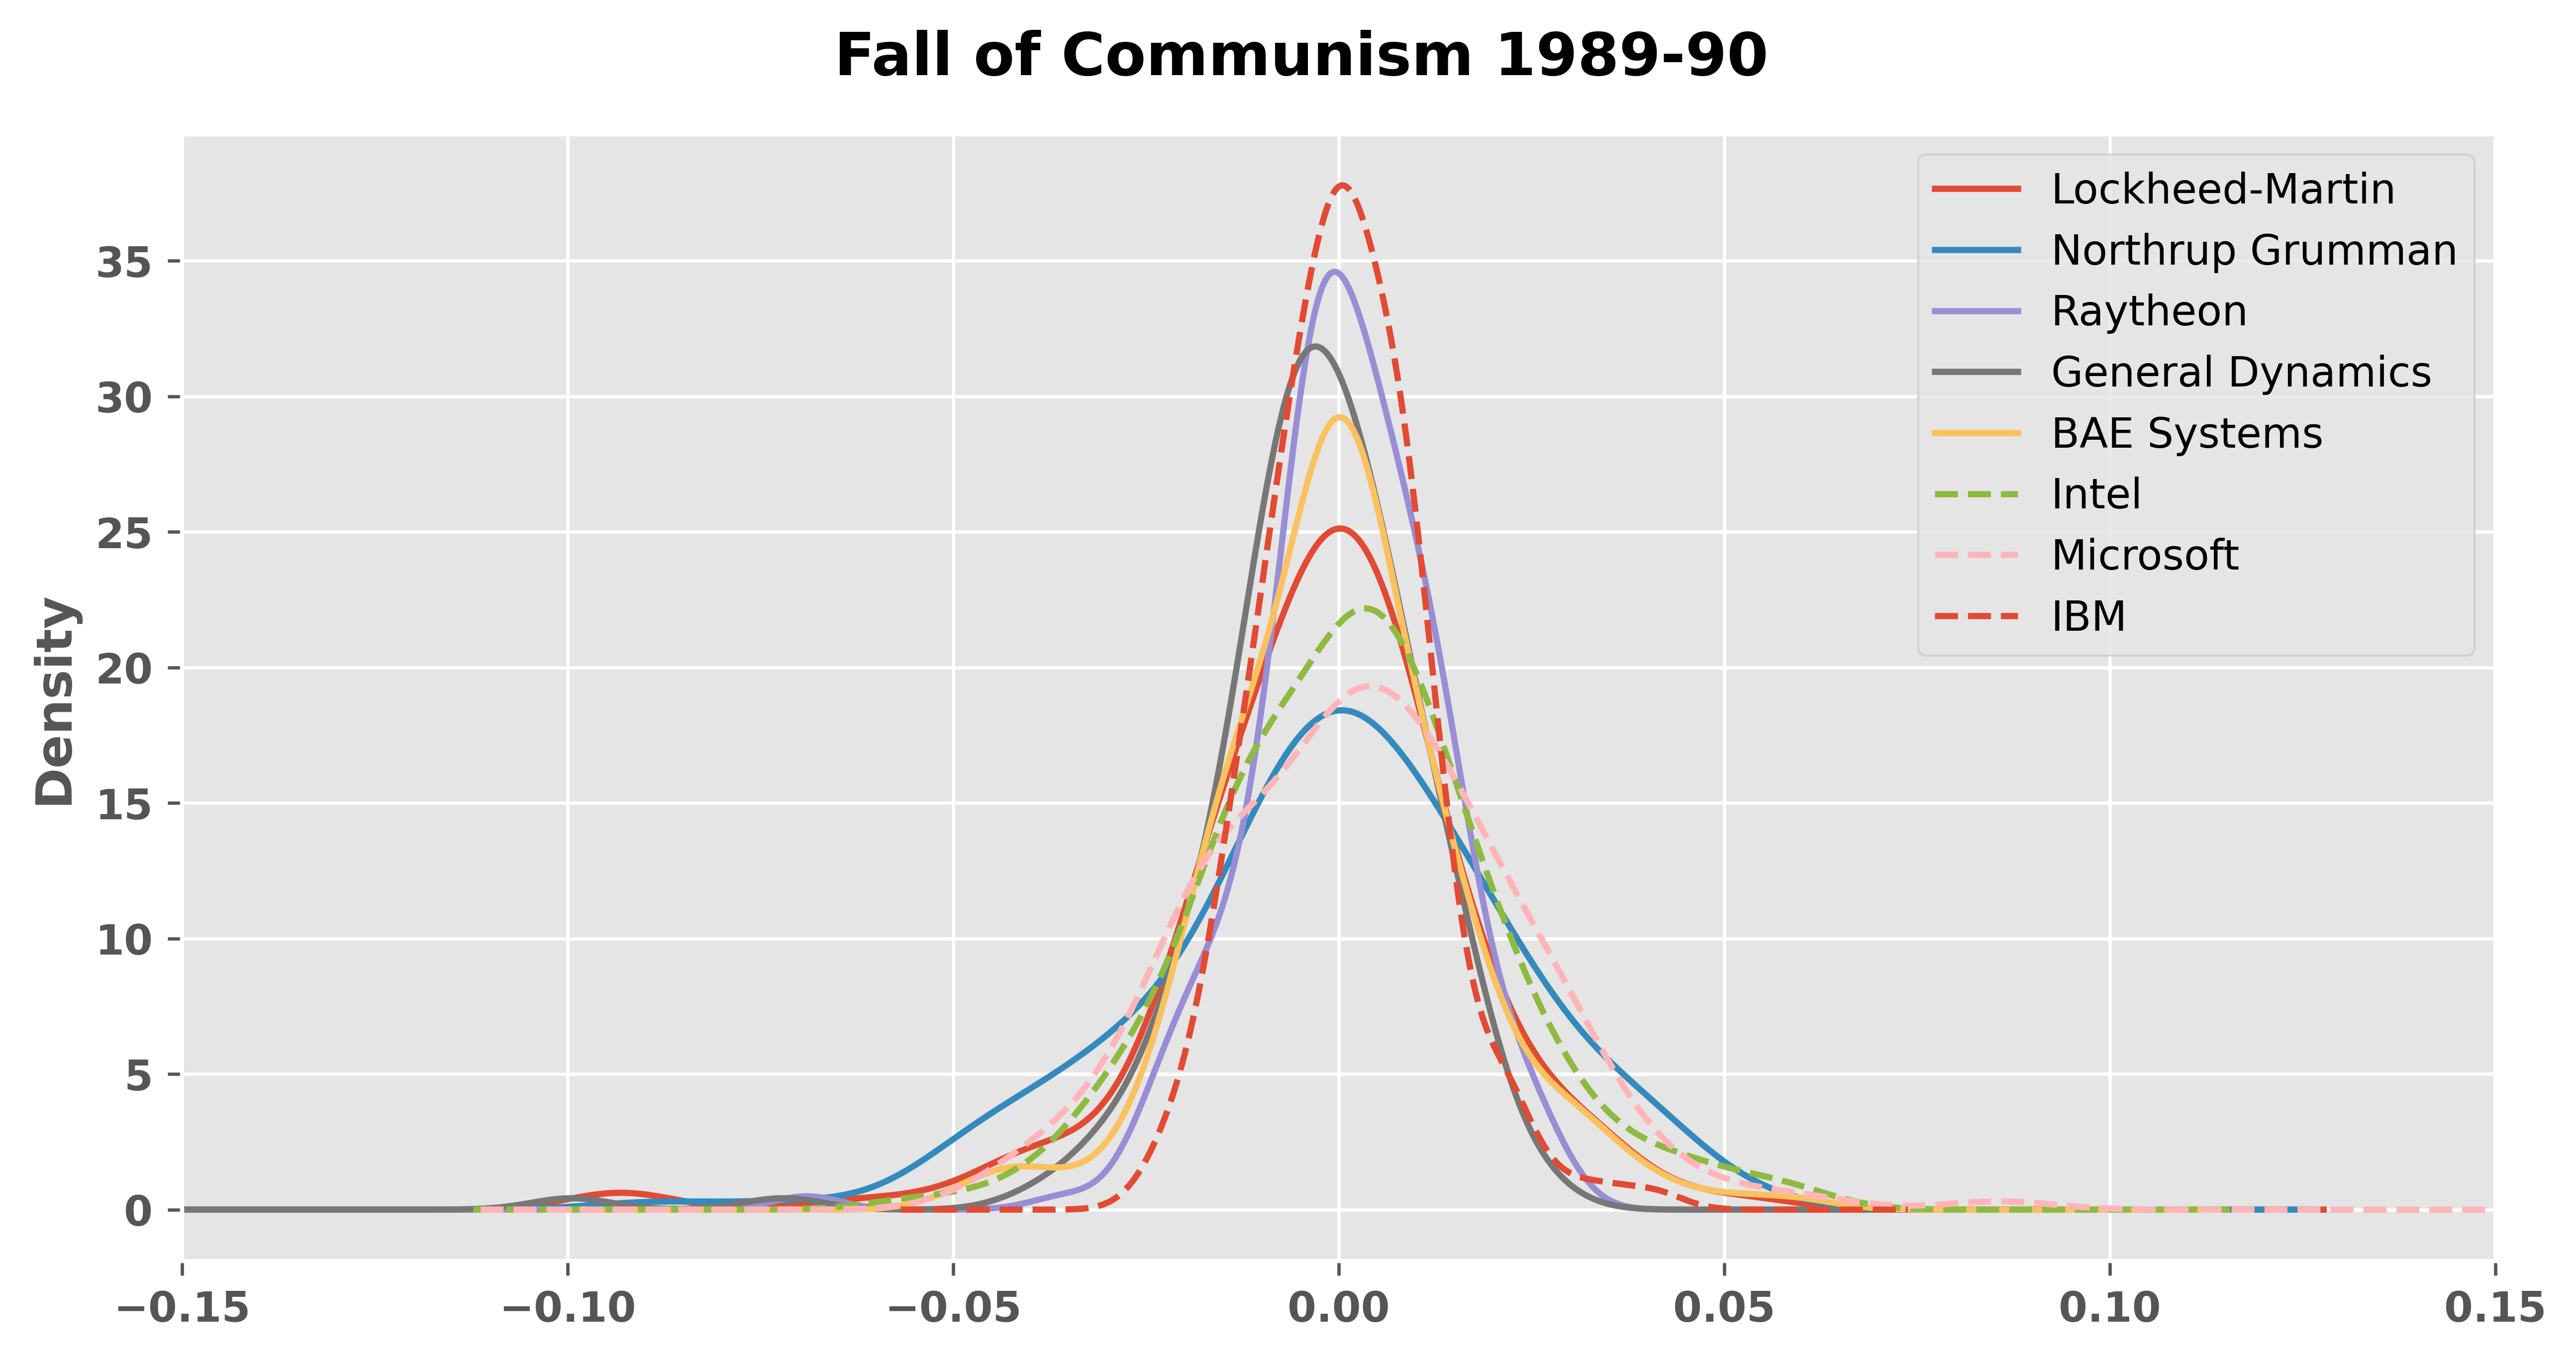 Fall of Communism 1989-90
Density
35
30
25
20
15
10
5
0
−0.15
−0.10
−0.05
0.00
0.05
0.10
0.15
Lockheed-Martin
Northrup Grumman
Raytheon
General Dynamics
BAE Systems
Intel
Microsoft
IBM